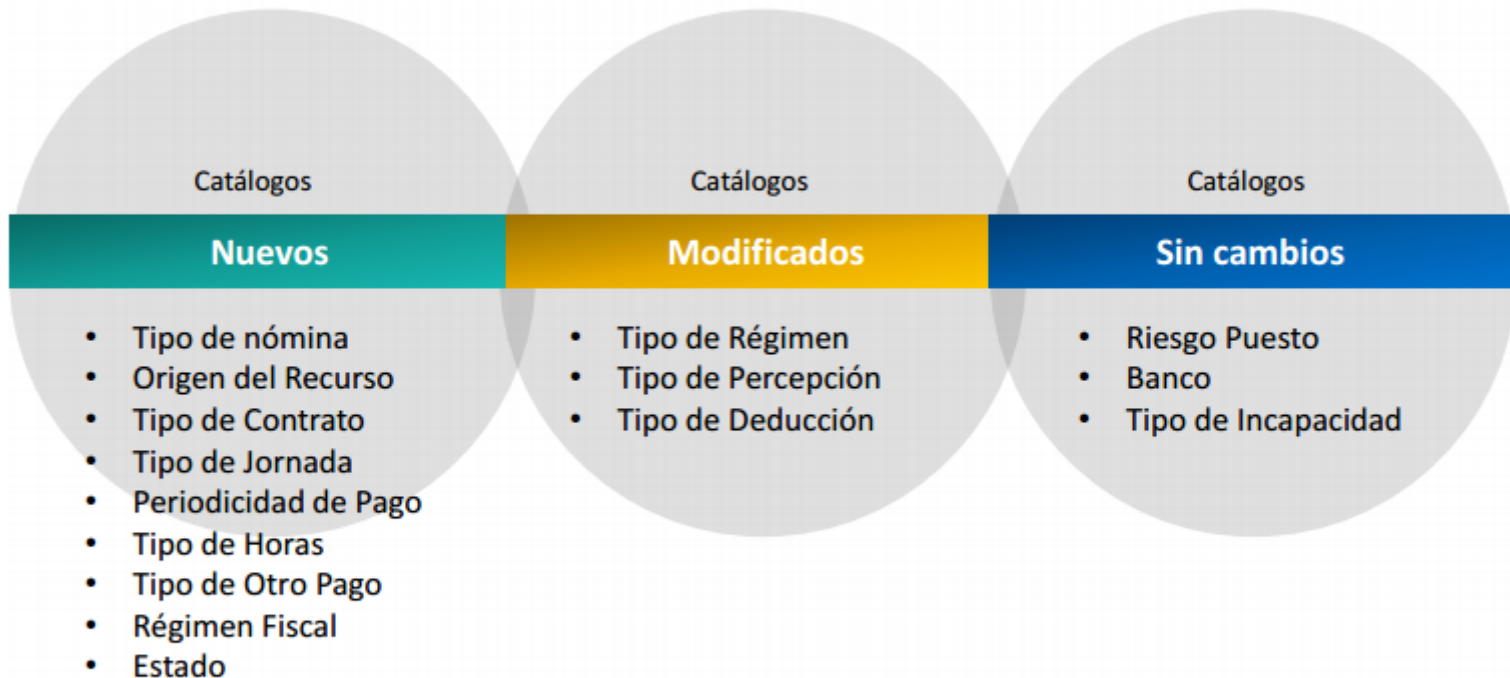 Catálogos
Nuevos
• Tipo de nómina
• Origen del Recurso
• Tipo de Contrato
• Tipo de Jornada
• Periodicidad de Pago
• Tipo de Horas
• Tipo de Otro Pago
• Régimen Fiscal
• Estado
Catálogos
Modificados
• Tipo de Régimen
• Tipo de Percepción
• Tipo de Deducción
Catálogos
Sin cambios
• Riesgo Puesto
• Banco
• Tipo de Incapacidad